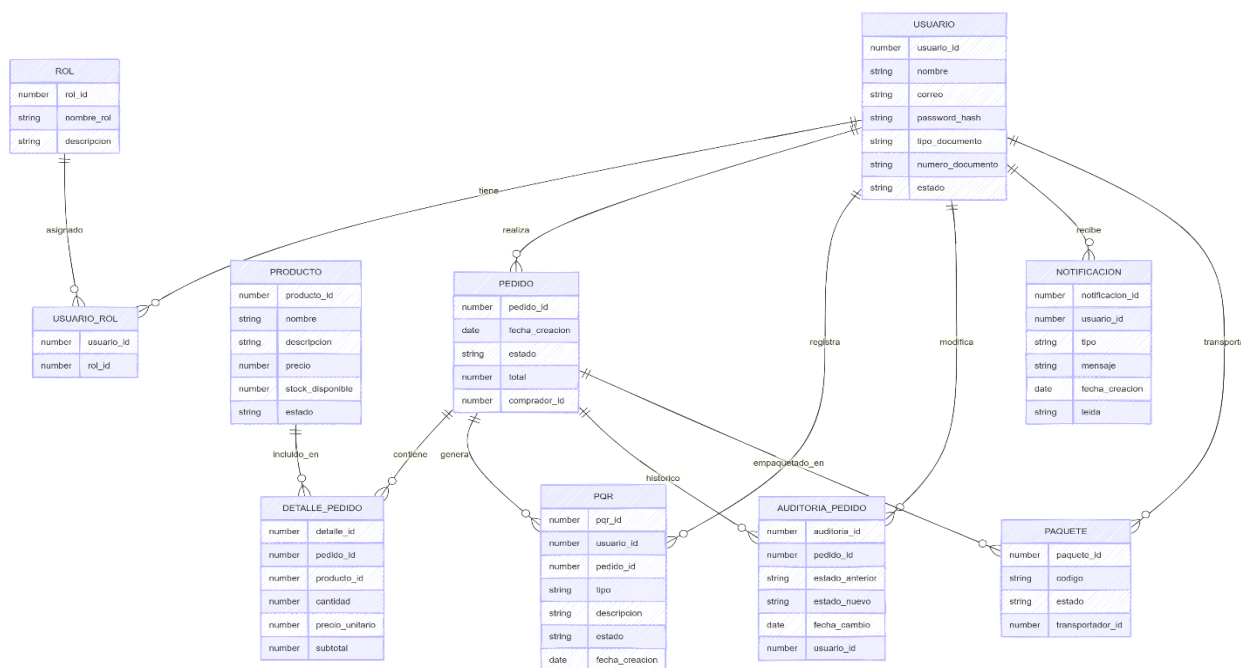 USUARIO
number usuario_id
string nombre
string correo
string password_hash
string tipo_documento
string numero_documento
string estado
ROL
number rol_id
string nombre_rol
string descripcion
tiene
asignado
realiza
recibe
registra
modifica
transporta
USUARIO_ROL
number usuario_id
number rol_id
PRODUCTO
number producto_id
string nombre
string descripcion
number precio
number stock_disponible
string estado
PEDIDO
number pedido_id
date fecha_creacion
string estado
number total
number comprador_id
NOTIFICACION
number notificacion_id
number usuario_id
string tipo
string mensaje
date fecha_creacion
string leida
incluido_en
contiene
genera
historico
empaquetado_en
DETALLE_PEDIDO
number detalle_id
number pedido_id
number producto_id
number cantidad
number precio_unitario
number subtotal
PQR
number pqr_id
number usuario_id
number pedido_id
string tipo
string descripcion
string estado
date fecha_creacion
AUDITORIA_PEDIDO
number auditoria_id
number pedido_id
string estado_anterior
string estado_nuevo
date fecha_cambio
number usuario_id
PAQUETE
number paquete_id
string codigo
string estado
number transportador_id